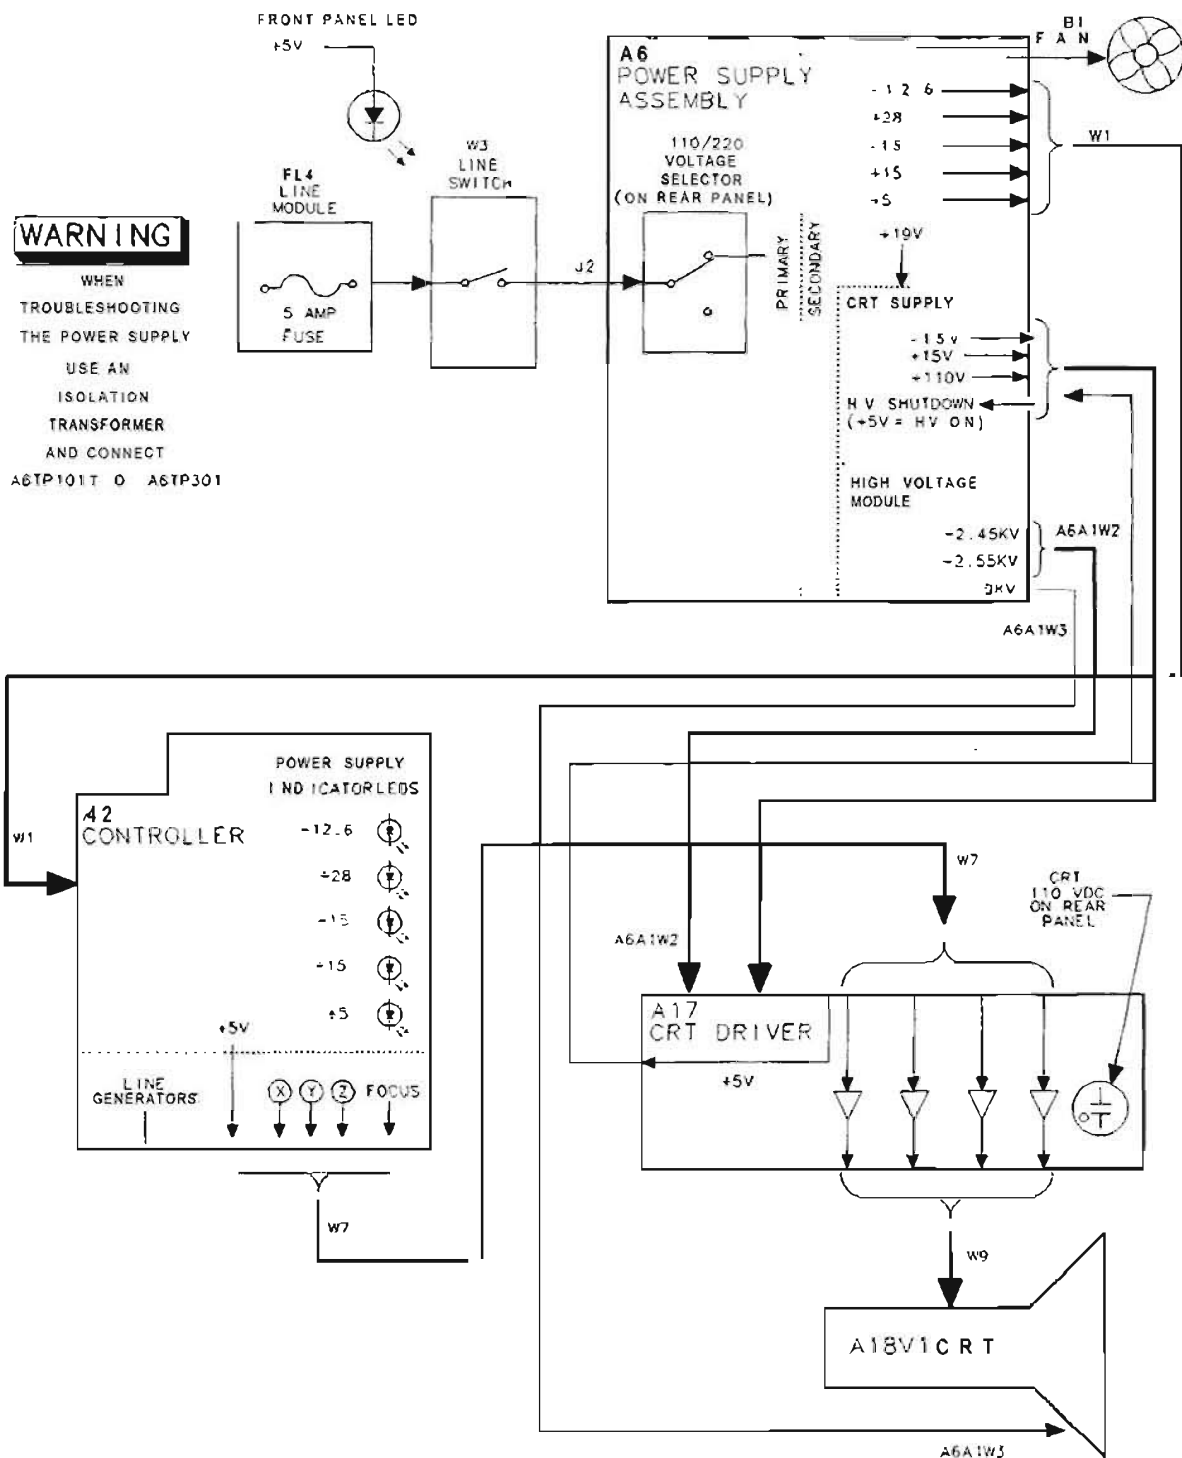 FRONT PANEL LED
+5V
B1
FAN
A6
POWER SUPPLY
ASSEMBLY
-12.6
+28
-15
+15
+5
W1
110/220
VOLTAGE
SELECTOR
(ON REAR PANEL)
W3
LINE
SWITCH
FL4
LINE
MODULE
5 AMP
FUSE
J2
PRIMARY
SECONDARY
+19V
WARNING
WHEN
TROUBLESHOOTING
THE POWER SUPPLY
USE AN
ISOLATION
TRANSFORMER
AND CONNECT
A6TP101T O A6TP301
CRT SUPPLY
-15V
+15V
+110V
HV SHUTDOWN
(+5V = HV ON)
HIGH VOLTAGE
MODULE
-2.45KV
-2.55KV
9KV
A6A1W2
A6A1W3
POWER SUPPLY
INDICATOR LEDS
A2
CONTROLLER
W1
-12.6
+28
-15
+15
+5
+5V
LINE
GENERATORS
X Y Z FOCUS
W7
W7
CRT
110 VDC
ON REAR
PANEL
A6A1W2
A17
CRT DRIVER
+5V
W9
A18V1 CRT
A6A1W3